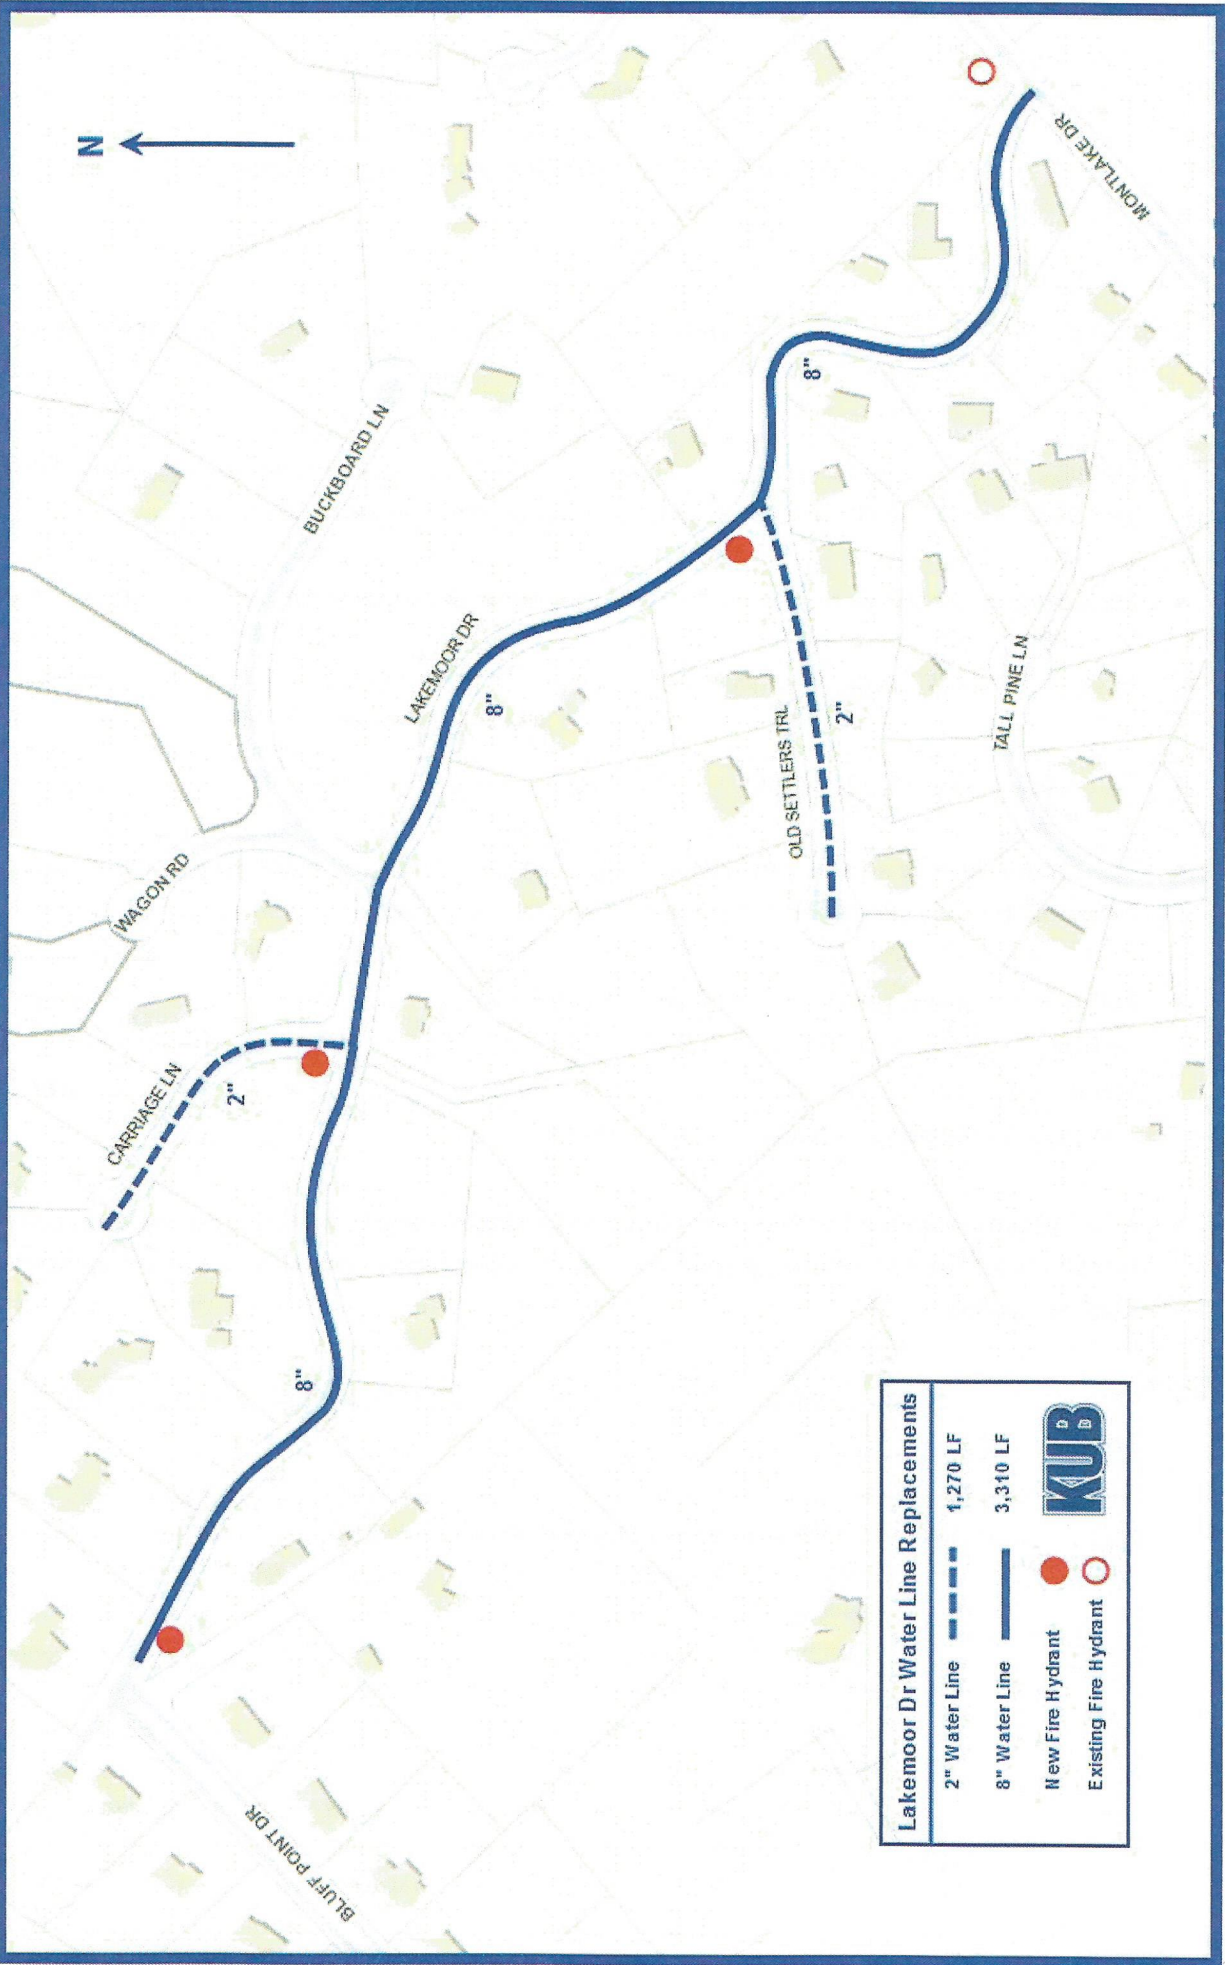 N
MONTLAKE DR
BUCKBOARD LN
8"
LAKEMOOR DR
8"
OLD SETTLERS TRL
2"
TALL PINE LN
WAGON RD
CARRIAGE LN
2"
8"
BLUFF POINT DR
Lakemoor Dr Water Line Replacements
2" Water Line 1,270 LF
8" Water Line 3,310 LF
New Fire Hydrant
Existing Fire Hydrant
KUB